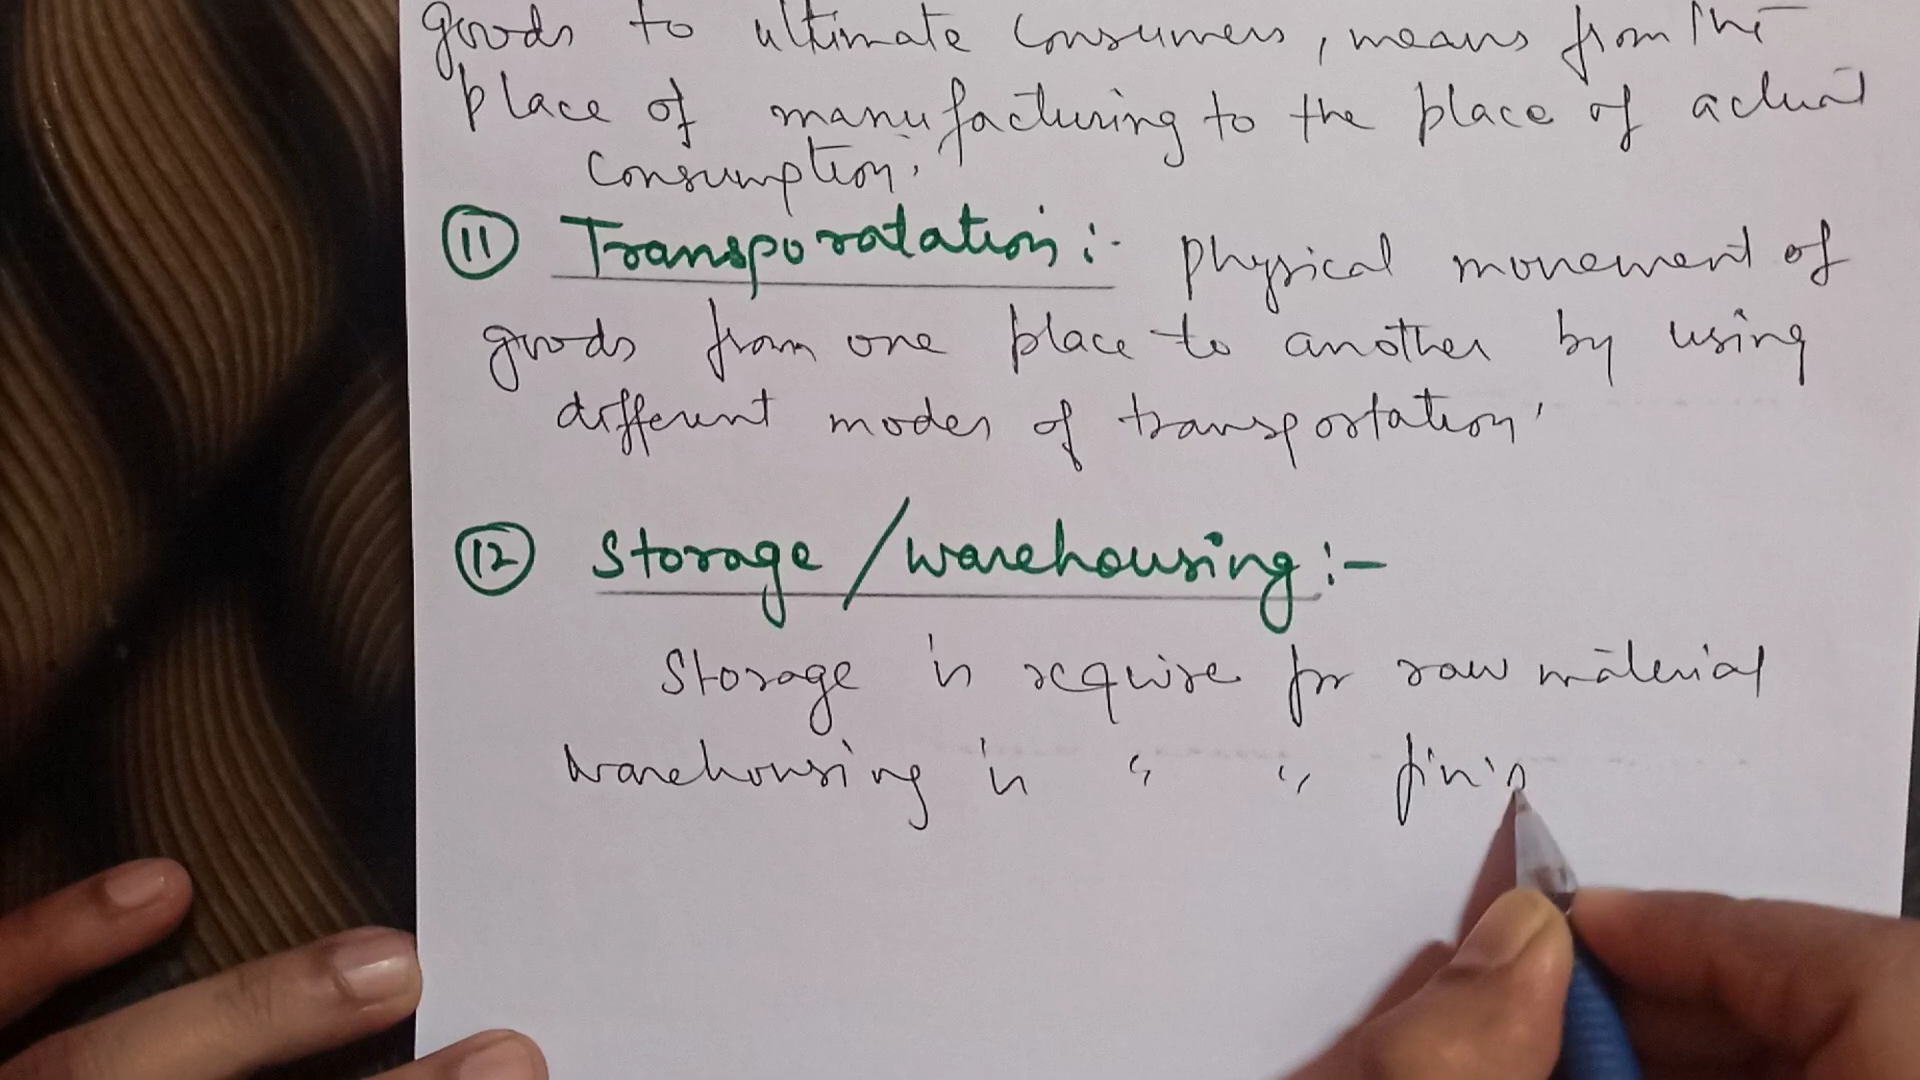 goods to ultimate consumers, means from the
place of manufacturing to the place of actual
consumption.
11 Transporatation :- Physical movement of
goods from one place to another by using
different modes of transportation.
12 Storage / warehousing :-
Storage is require for raw material
warehousing is " " finis